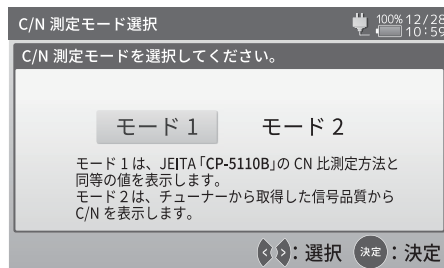 C/N 測定モード選択
100% 12/28
10:59
C/N 測定モードを選択してください。
モード 1 モード 2
モード 1 は、JEITA「CP-5110B」の CN 比測定方法と
同等の値を表示します。
モード 2 は、チューナーから取得した信号品質から
C/N を表示します。
：選択 決定：決定